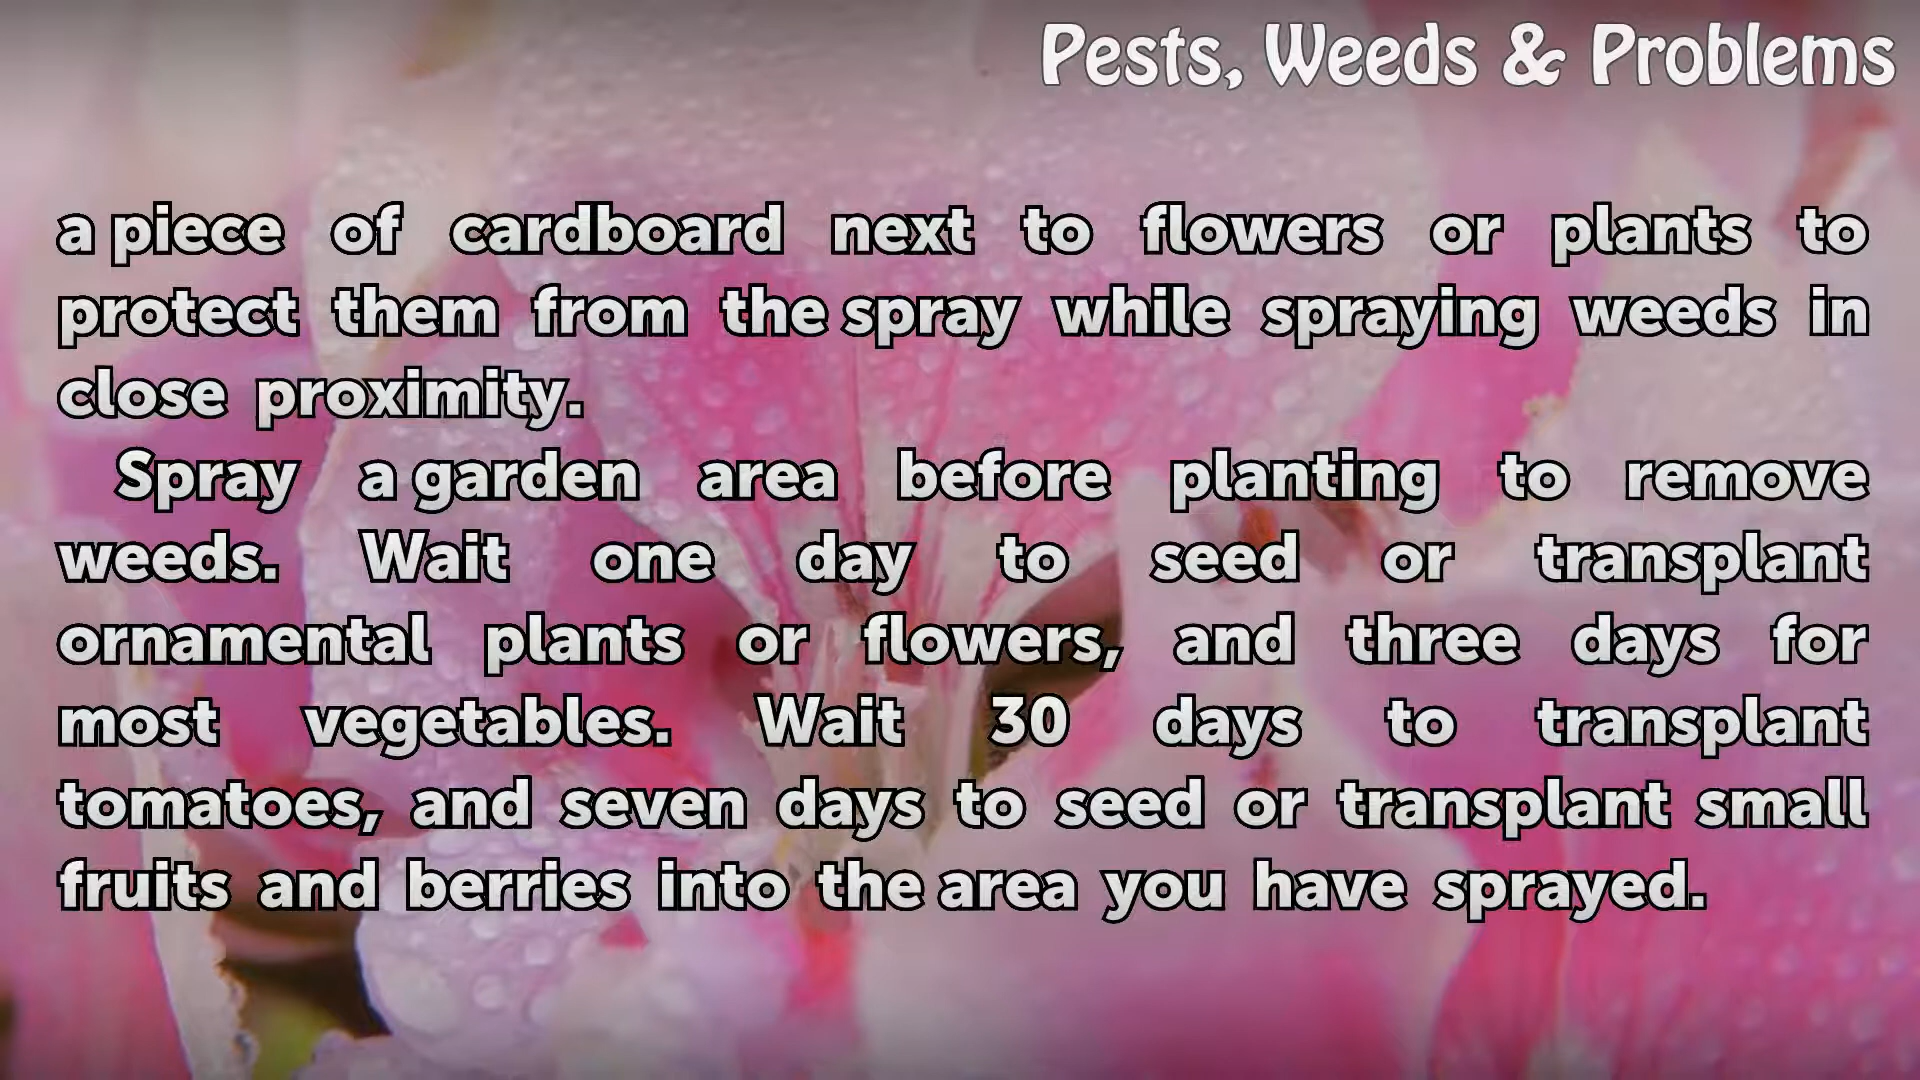 Pests, Weeds & Problems
a piece of cardboard next to flowers or plants to
protect them from the spray while spraying weeds in
close proximity.
Spray a garden area before planting to remove
weeds. Wait one day to seed or transplant
ornamental plants or flowers, and three days for
most vegetables. Wait 30 days to transplant
tomatoes, and seven days to seed or transplant small
fruits and berries into the area you have sprayed.